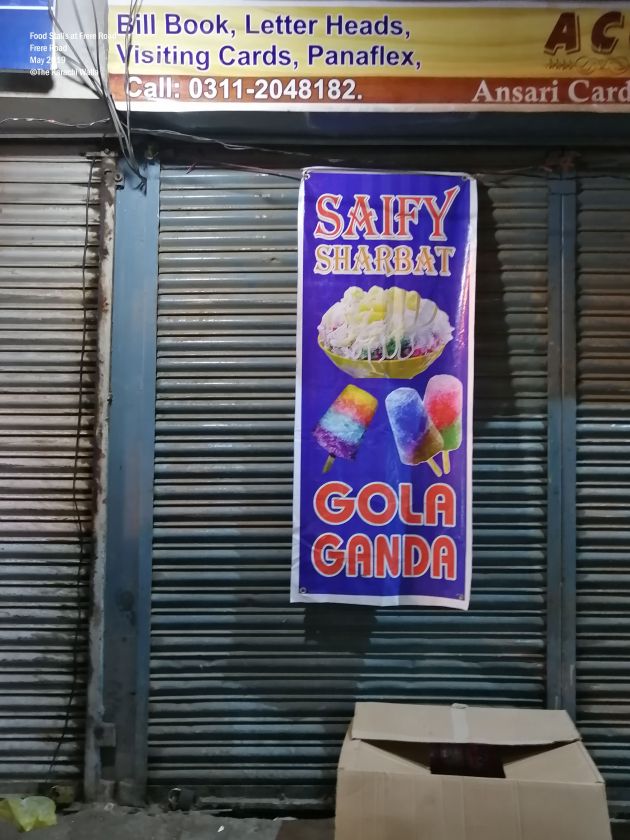 Food Stalls at Frere Road
Frere Road
May 2019
©The Karachi Walla
Bill Book, Letter Heads,
Visiting Cards, Panaflex,
Call: 0311-2048182.
Ansari Card
SAIFY
SHARBAT
GOLA
GANDA